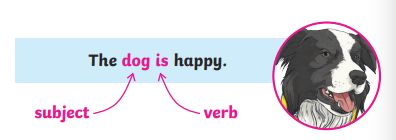 The dog is happy.
subject verb